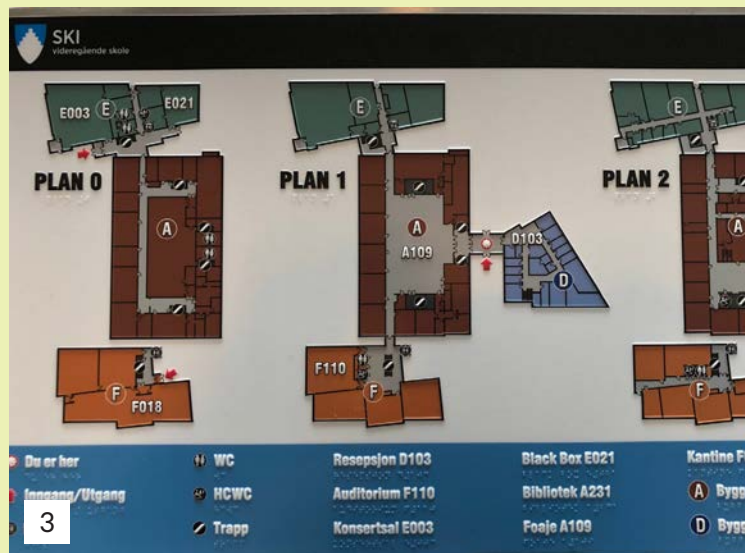 SKI
videregående skole
E003 E E021
PLAN 0
A
F
F018
E
PLAN 1
A
A109
D103
D
F110
F
E
PLAN 2
A
F
Du er her
Inngang/Utgang
WC
HCWC
Trapp
Resepsjon D103
Auditorium F110
Konsertsal E003
Black Box E021
Bibliotek A231
Foaje A109
Kantine
A
D
3